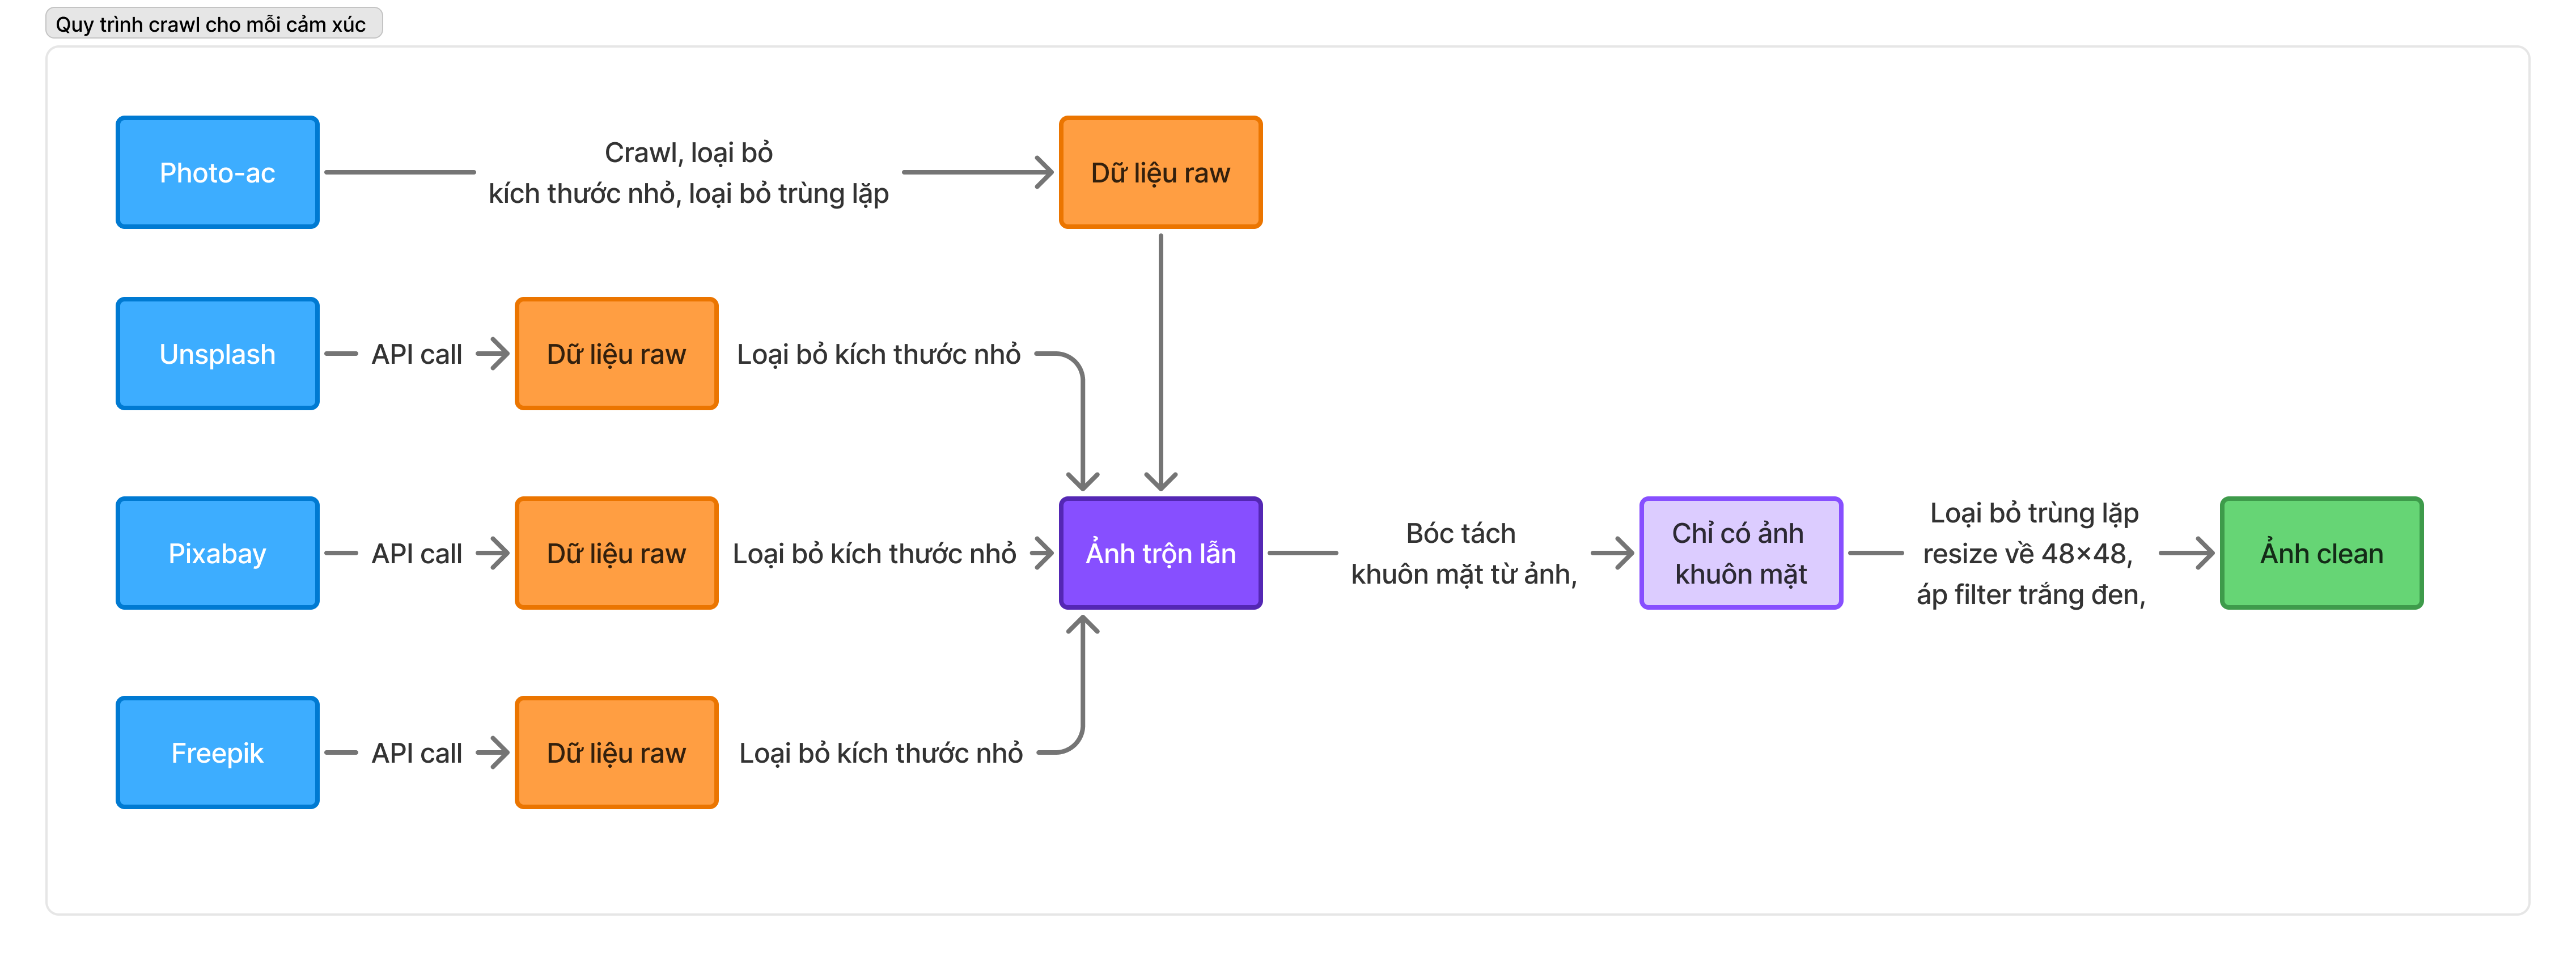 Quy trình crawl cho mỗi cảm xúc
Photo-ac
Crawl, loại bỏ
kích thước nhỏ, loại bỏ trùng lặp
Dữ liệu raw
Unsplash
API call
Dữ liệu raw
Loại bỏ kích thước nhỏ
Pixabay
API call
Dữ liệu raw
Loại bỏ kích thước nhỏ
Ảnh trộn lẫn
Bóc tách
khuôn mặt từ ảnh,
Chỉ có ảnh
khuôn mặt
Loại bỏ trùng lặp
resize về 48×48,
áp filter trắng đen,
Ảnh clean
Freepik
API call
Dữ liệu raw
Loại bỏ kích thước nhỏ